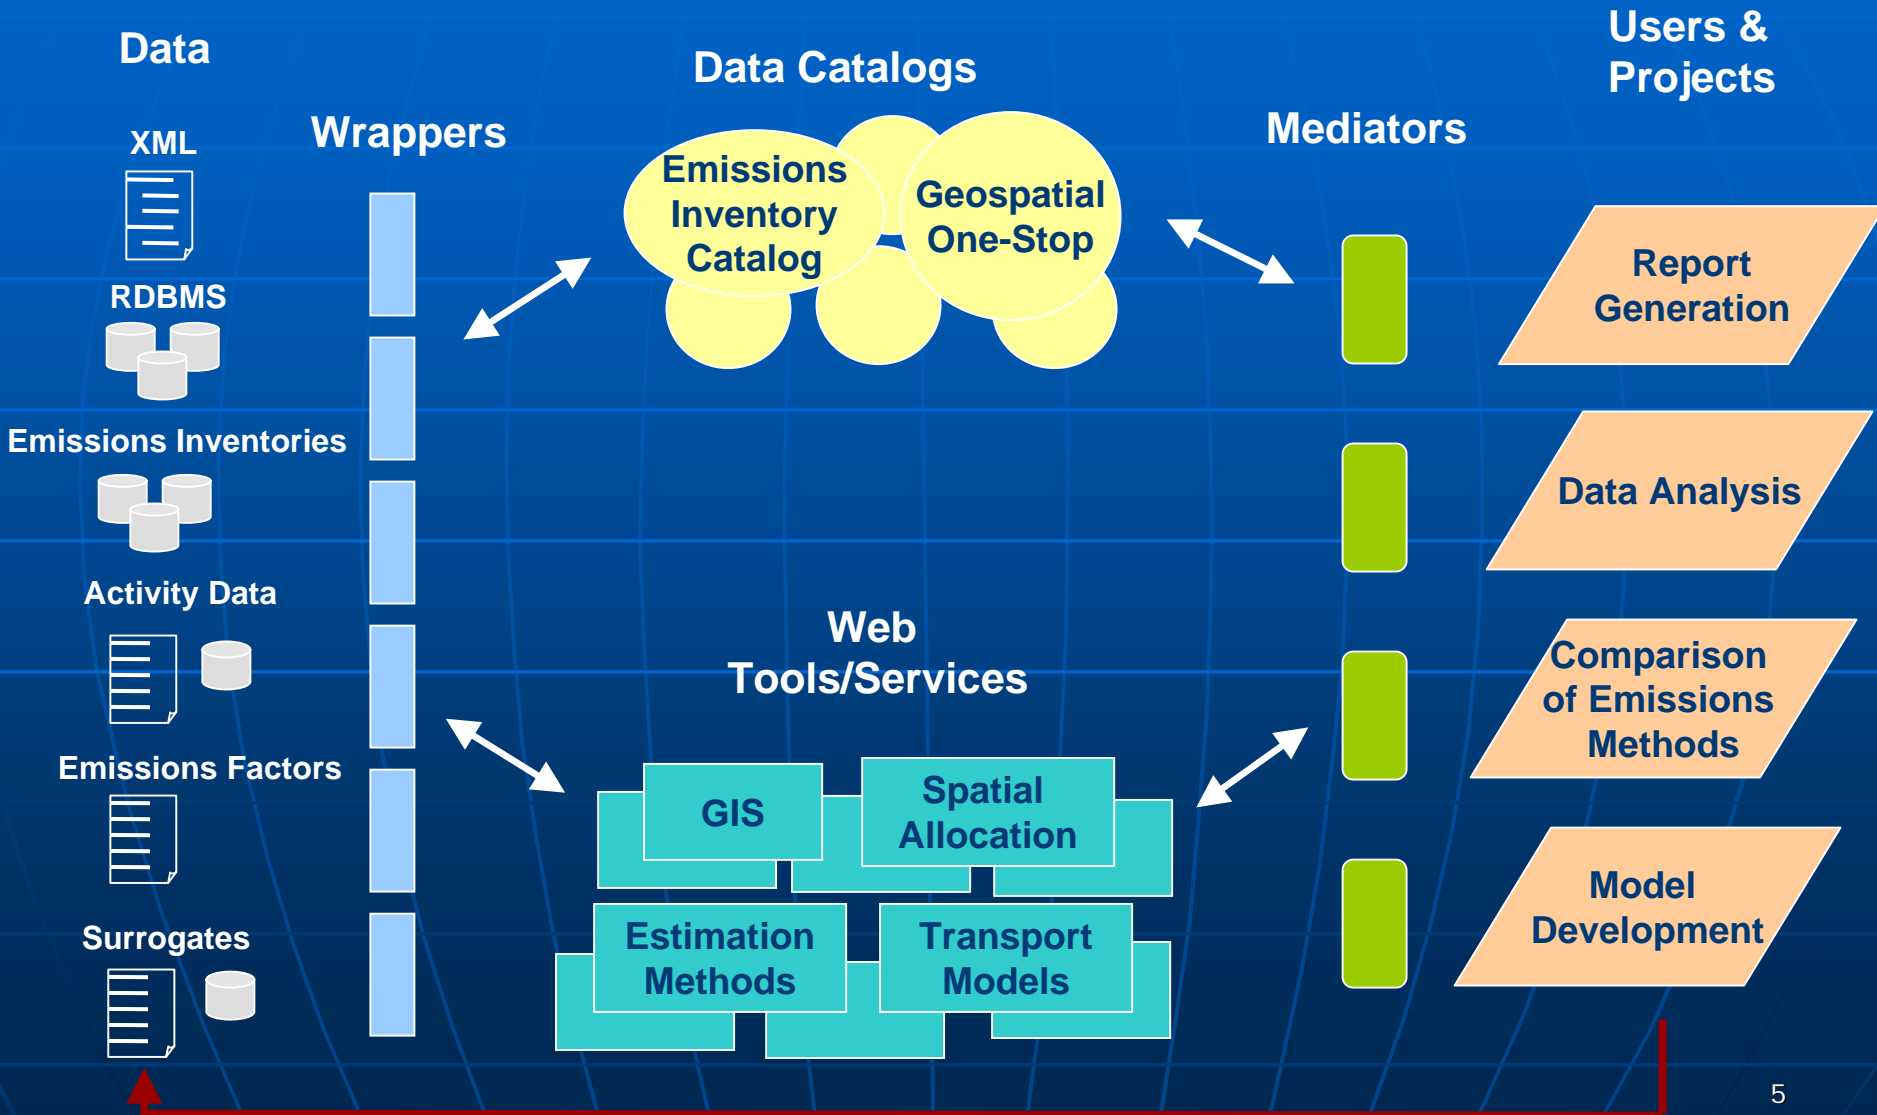 Data
XML
RDBMS
Emissions Inventories
Activity Data
Emissions Factors
Surrogates
Wrappers
Data Catalogs
Emissions
Inventory
Catalog
Geospatial
One-Stop
Web
Tools/Services
GIS
Spatial
Allocation
Estimation
Methods
Transport
Models
Mediators
Users &
Projects
Report
Generation
Data Analysis
Comparison
of Emissions
Methods
Model
Development
5